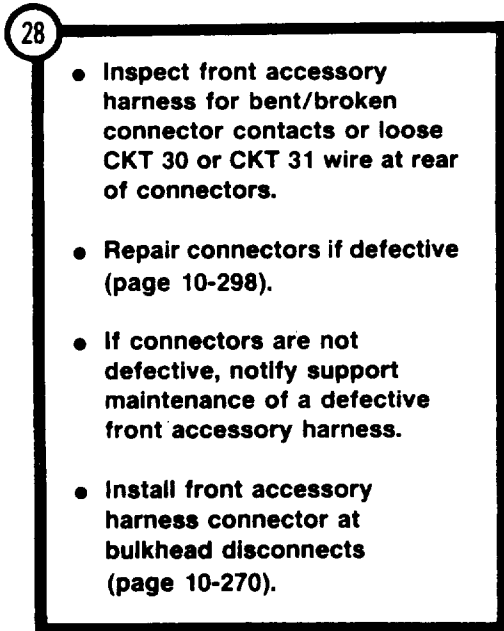 28
● Inspect front accessory
harness for bent/broken
connector contacts or loose
CKT 30 or CKT 31 wire at rear
of connectors.
● Repair connectors if defective
(page 10-298).
● If connectors are not
defective, notify support
maintenance of a defective
front accessory harness.
● Install front accessory
harness connector at
bulkhead disconnects
(page 10-270).